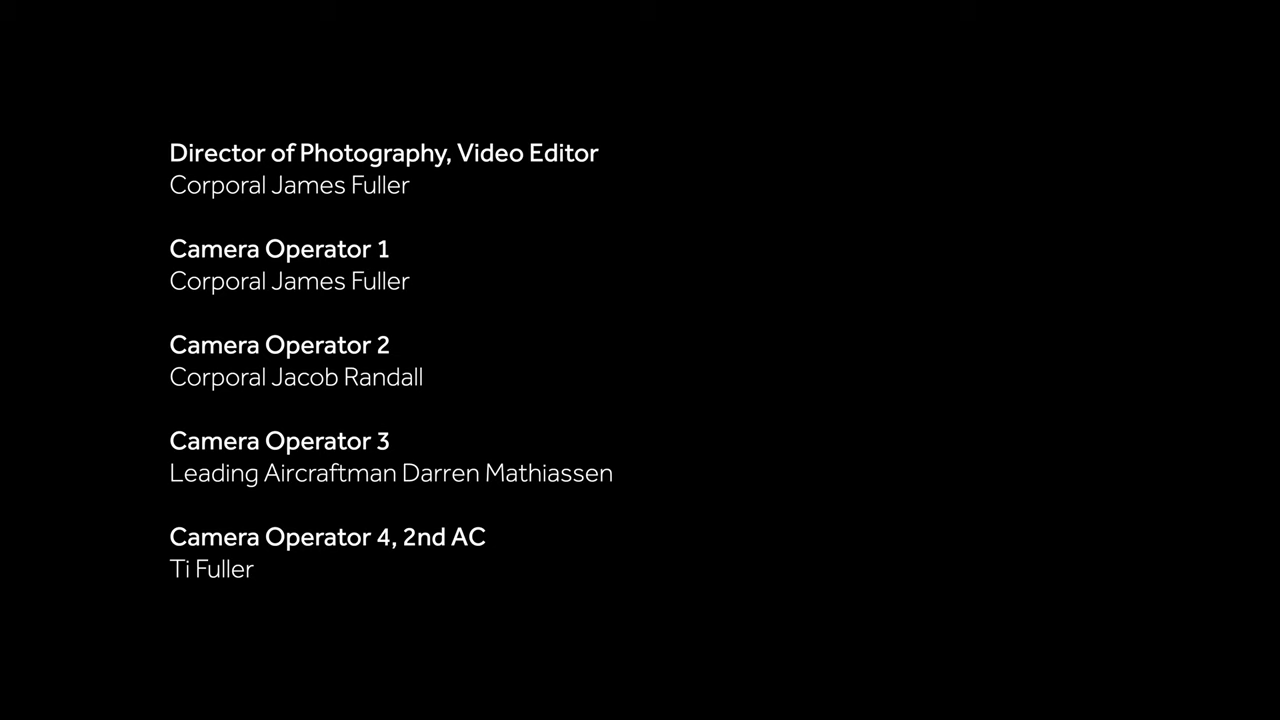 Director of Photography, Video Editor
Corporal James Fuller
Camera Operator 1
Corporal James Fuller
Camera Operator 2
Corporal Jacob Randall
Camera Operator 3
Leading Aircraftman Darren Mathiassen
Camera Operator 4, 2nd AC
Ti Fuller